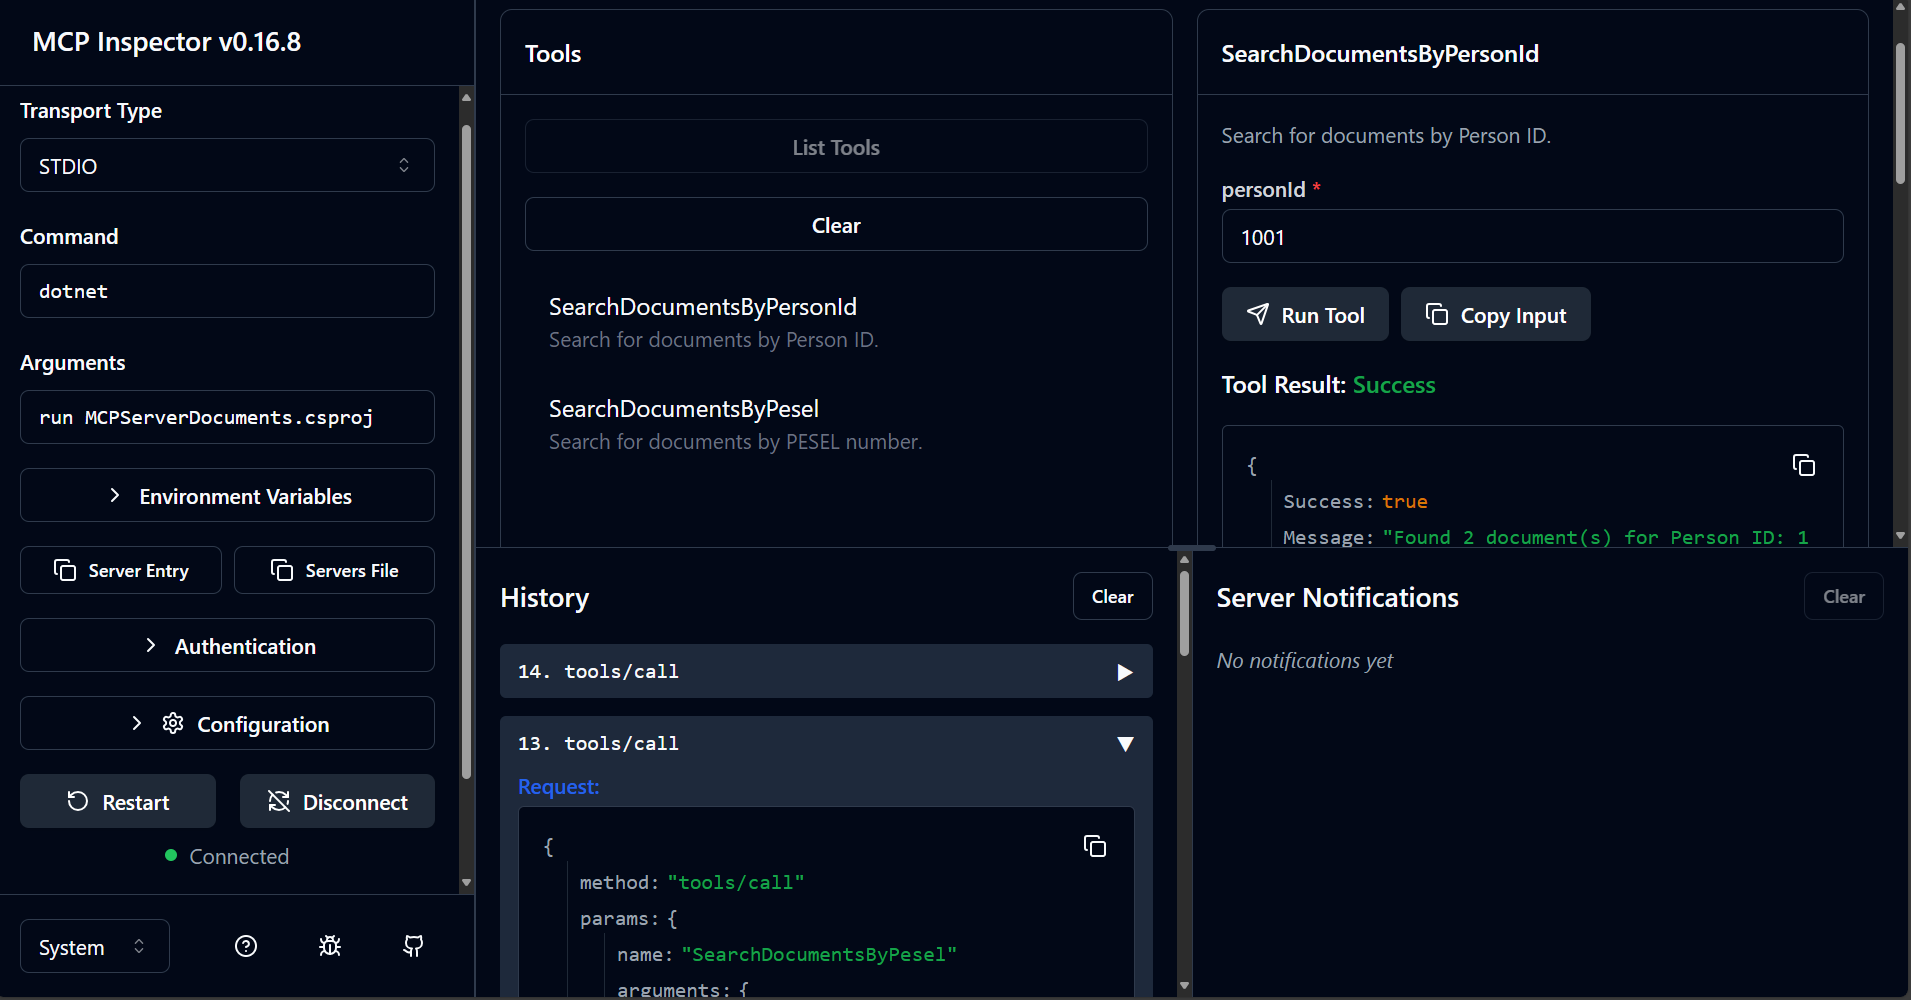 MCP Inspector v0.16.8
Transport Type
STDIO
Command
dotnet
Arguments
run MCPServerDocuments.csproj
Environment Variables
Server Entry
Servers File
Authentication
Configuration
Restart
Disconnect
Connected
System
Tools
List Tools
Clear
SearchDocumentsByPersonId
Search for documents by Person ID.
SearchDocumentsByPesel
Search for documents by PESEL number.
SearchDocumentsByPersonId
Search for documents by Person ID.
personId *
1001
Run Tool
Copy Input
Tool Result: Success
{
Success: true
Message: "Found 2 document(s) for Person ID: 1
History
Clear
14. tools/call
13. tools/call
Request:
{
method: "tools/call"
params: {
name: "SearchDocumentsByPesel"
arguments: {
Server Notifications
Clear
No notifications yet